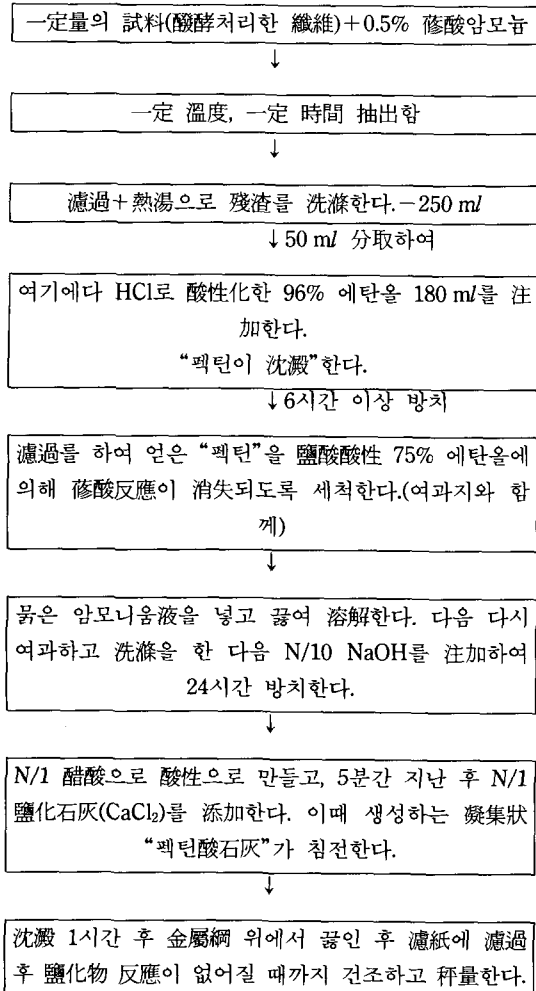 一定量의 試料(醱酵처리한 纖維)+0.5% 蓚酸암모늄
↓
一定 溫度, 一定 時間 抽出함
↓
濾過+熱湯으로 殘渣를 洗滌한다.−250 ml
↓50 ml 分取하여
여기에다 HCl로 酸性化한 96% 에탄올 180 ml를 注
加한다.
“펙틴이 沈澱”한다.
↓6시간 이상 방치
濾過를 하여 얻은 “펙틴”을 鹽酸酸性 75% 에탄올에
의해 蓚酸反應이 消失되도록 세척한다.(여과지와 함
께)
↓
묽은 암모니움液을 넣고 끓여 溶解한다. 다음 다시
여과하고 洗滌을 한 다음 N/10 NaOH를 注加하여
24시간 방치한다.
↓
N/1 醋酸으로 酸性으로 만들고, 5분간 지난 후 N/1
鹽化石灰(CaCl₂)를 添加한다. 이때 생성하는 凝集狀
“펙틴酸石灰”가 침전한다.
↓
沈澱 1시간 후 金屬網 위에서 끓인 후 濾紙에 濾過
후 鹽化物 反應이 없어질 때까지 건조하고 秤量한다.